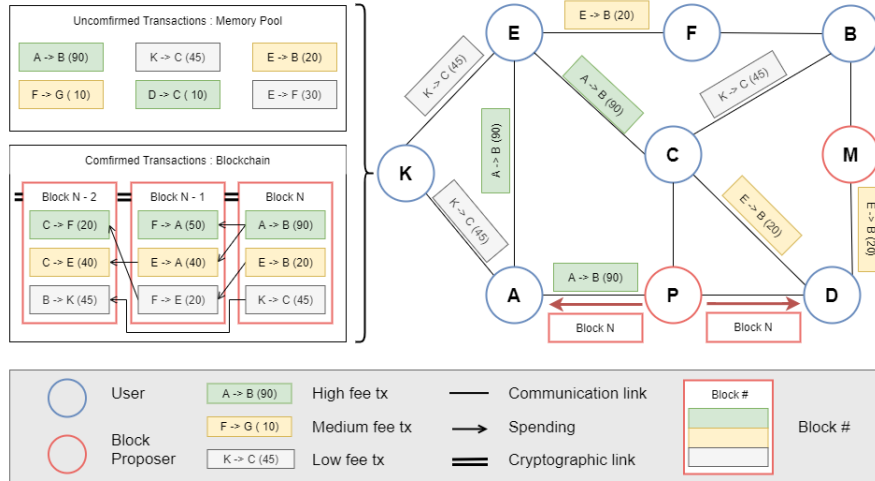 Uncomfirmed Transactions : Memory Pool
A -> B (90)
K -> C (45)
E -> B (20)
F -> G ( 10)
D -> C ( 10)
E -> F (30)
Comfirmed Transactions : Blockchain
Block N - 2
Block N - 1
Block N
C -> F (20)
F -> A (50)
A -> B (90)
C -> E (40)
E -> A (40)
E -> B (20)
B -> K (45)
F -> E (20)
K -> C (45)
E
E -> B (20)
F
B
K -> C (45)
A -> B (90)
K -> C (45)
A -> B (90)
C
M
K
K -> C (45)
E -> B (20)
E -> B (20)
A
A -> B (90)
P
D
Block N
Block N
User
A -> B (90)
High fee tx
Communication link
Block #
Block
Proposer
F -> G ( 10)
Medium fee tx
Spending
Block #
K -> C (45)
Low fee tx
Cryptographic link